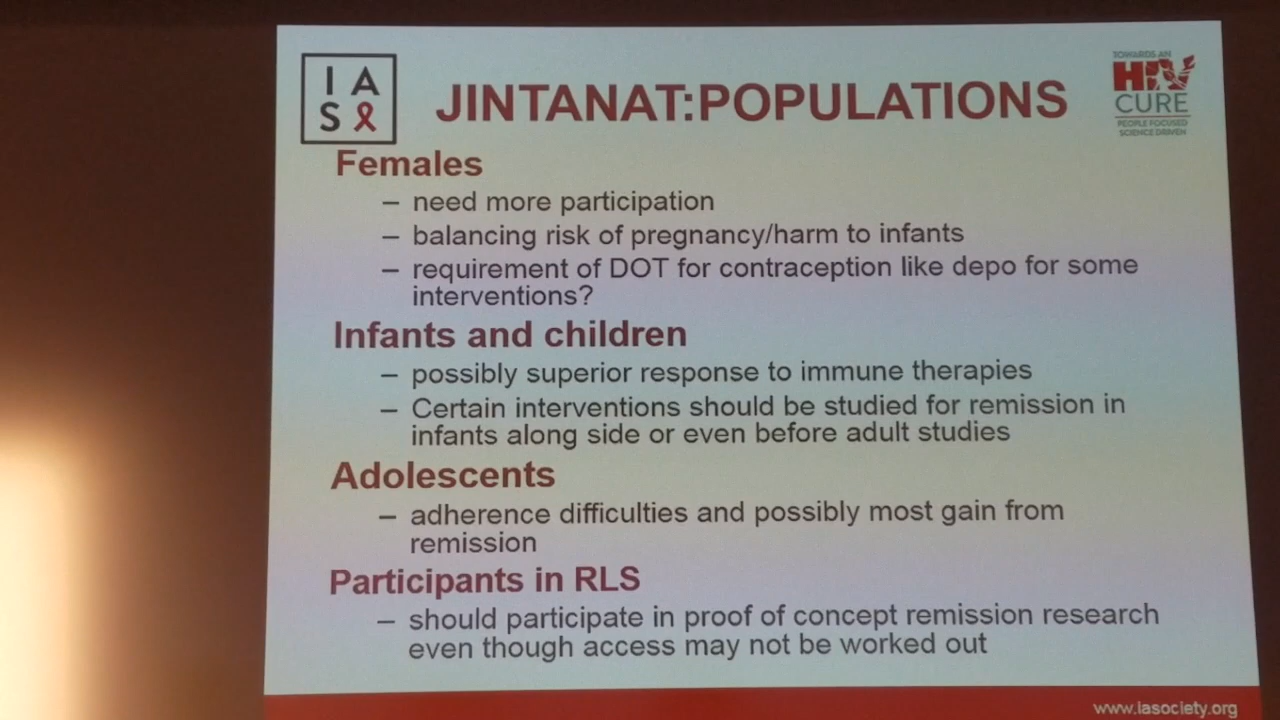 I A
S
JINTANAT:POPULATIONS
TOWARDS AN
HIV
CURE
PEOPLE FOCUSED
SCIENCE DRIVEN
Females
– need more participation
– balancing risk of pregnancy/harm to infants
– requirement of DOT for contraception like depo for some
interventions?
Infants and children
– possibly superior response to immune therapies
– Certain interventions should be studied for remission in
infants along side or even before adult studies
Adolescents
– adherence difficulties and possibly most gain from
remission
Participants in RLS
– should participate in proof of concept remission research
even though access may not be worked out
www.iasociety.org